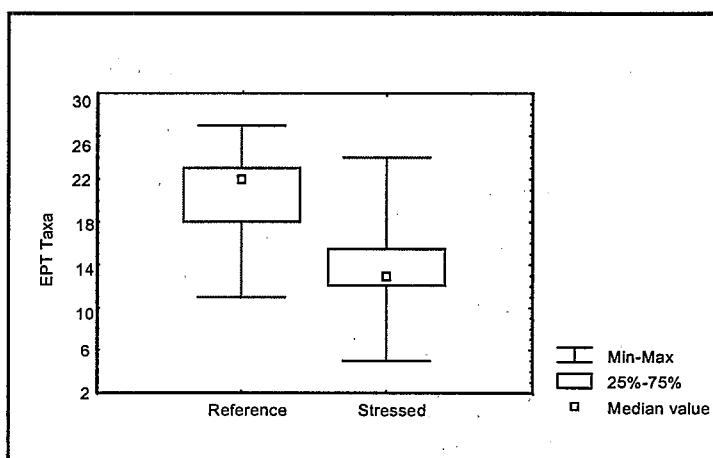 30
26
22
18
14
10
6
2
EPT Taxa
Reference
Stressed
Min-Max
25%-75%
Median value